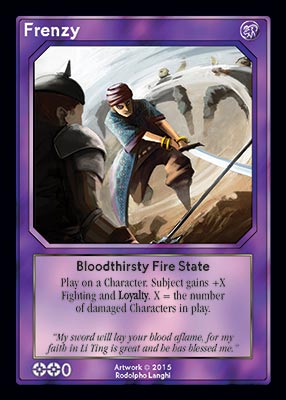 Frenzy
Bloodthirsty Fire State
Play on a Character. Subject gains +X
Fighting and Loyalty. X = the number
of damaged Characters in play.
"My sword will lay your blood aflame, for my
faith in Li Ting is great and he has blessed me."
Artwork © 2015
Rodolpho Langhi
0